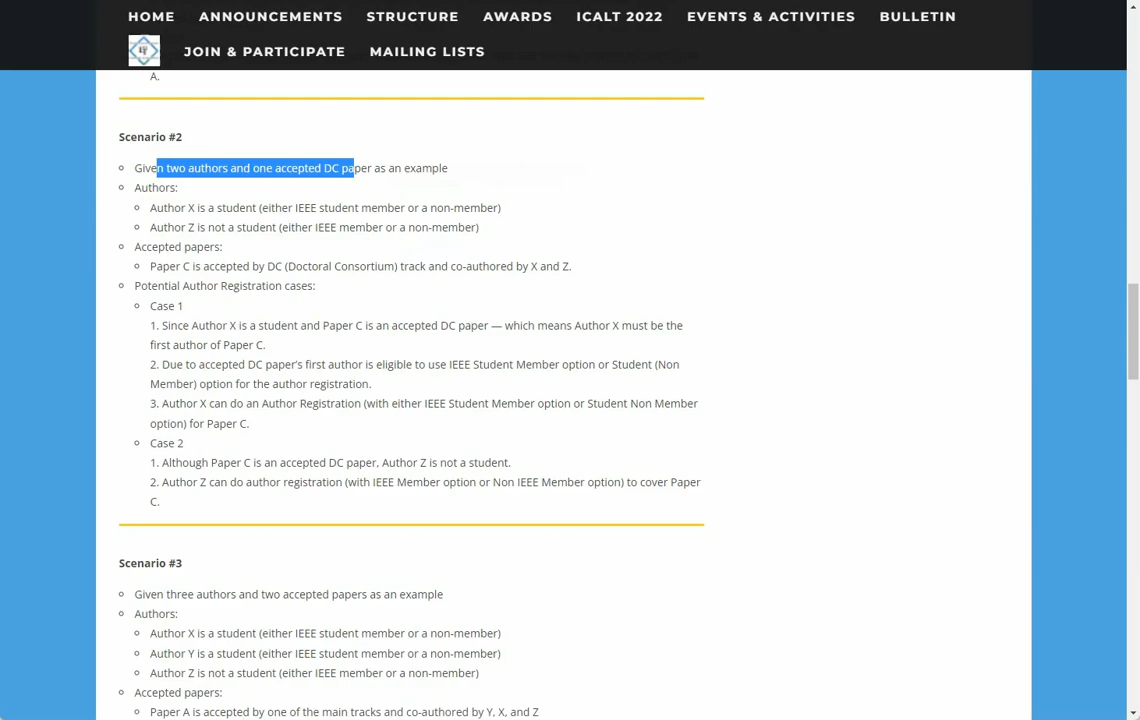 HOME ANNOUNCEMENTS STRUCTURE AWARDS ICALT 2022 EVENTS & ACTIVITIES BULLETIN
JOIN & PARTICIPATE MAILING LISTS
A.
Scenario #2
Given two authors and one accepted DC paper as an example
Authors:
Author X is a student (either IEEE student member or a non-member)
Author Z is not a student (either IEEE member or a non-member)
Accepted papers:
Paper C is accepted by DC (Doctoral Consortium) track and co-authored by X and Z.
Potential Author Registration cases:
Case 1
1. Since Author X is a student and Paper C is an accepted DC paper — which means Author X must be the
first author of Paper C.
2. Due to accepted DC paper's first author is eligible to use IEEE Student Member option or Student (Non
Member) option for the author registration.
3. Author X can do an Author Registration (with either IEEE Student Member option or Student Non Member
option) for Paper C.
Case 2
1. Although Paper C is an accepted DC paper, Author Z is not a student.
2. Author Z can do author registration (with IEEE Member option or Non IEEE Member option) to cover Paper
C.
Scenario #3
Given three authors and two accepted papers as an example
Authors:
Author X is a student (either IEEE student member or a non-member)
Author Y is a student (either IEEE student member or a non-member)
Author Z is not a student (either IEEE member or a non-member)
Accepted papers:
Paper A is accepted by one of the main tracks and co-authored by Y, X, and Z